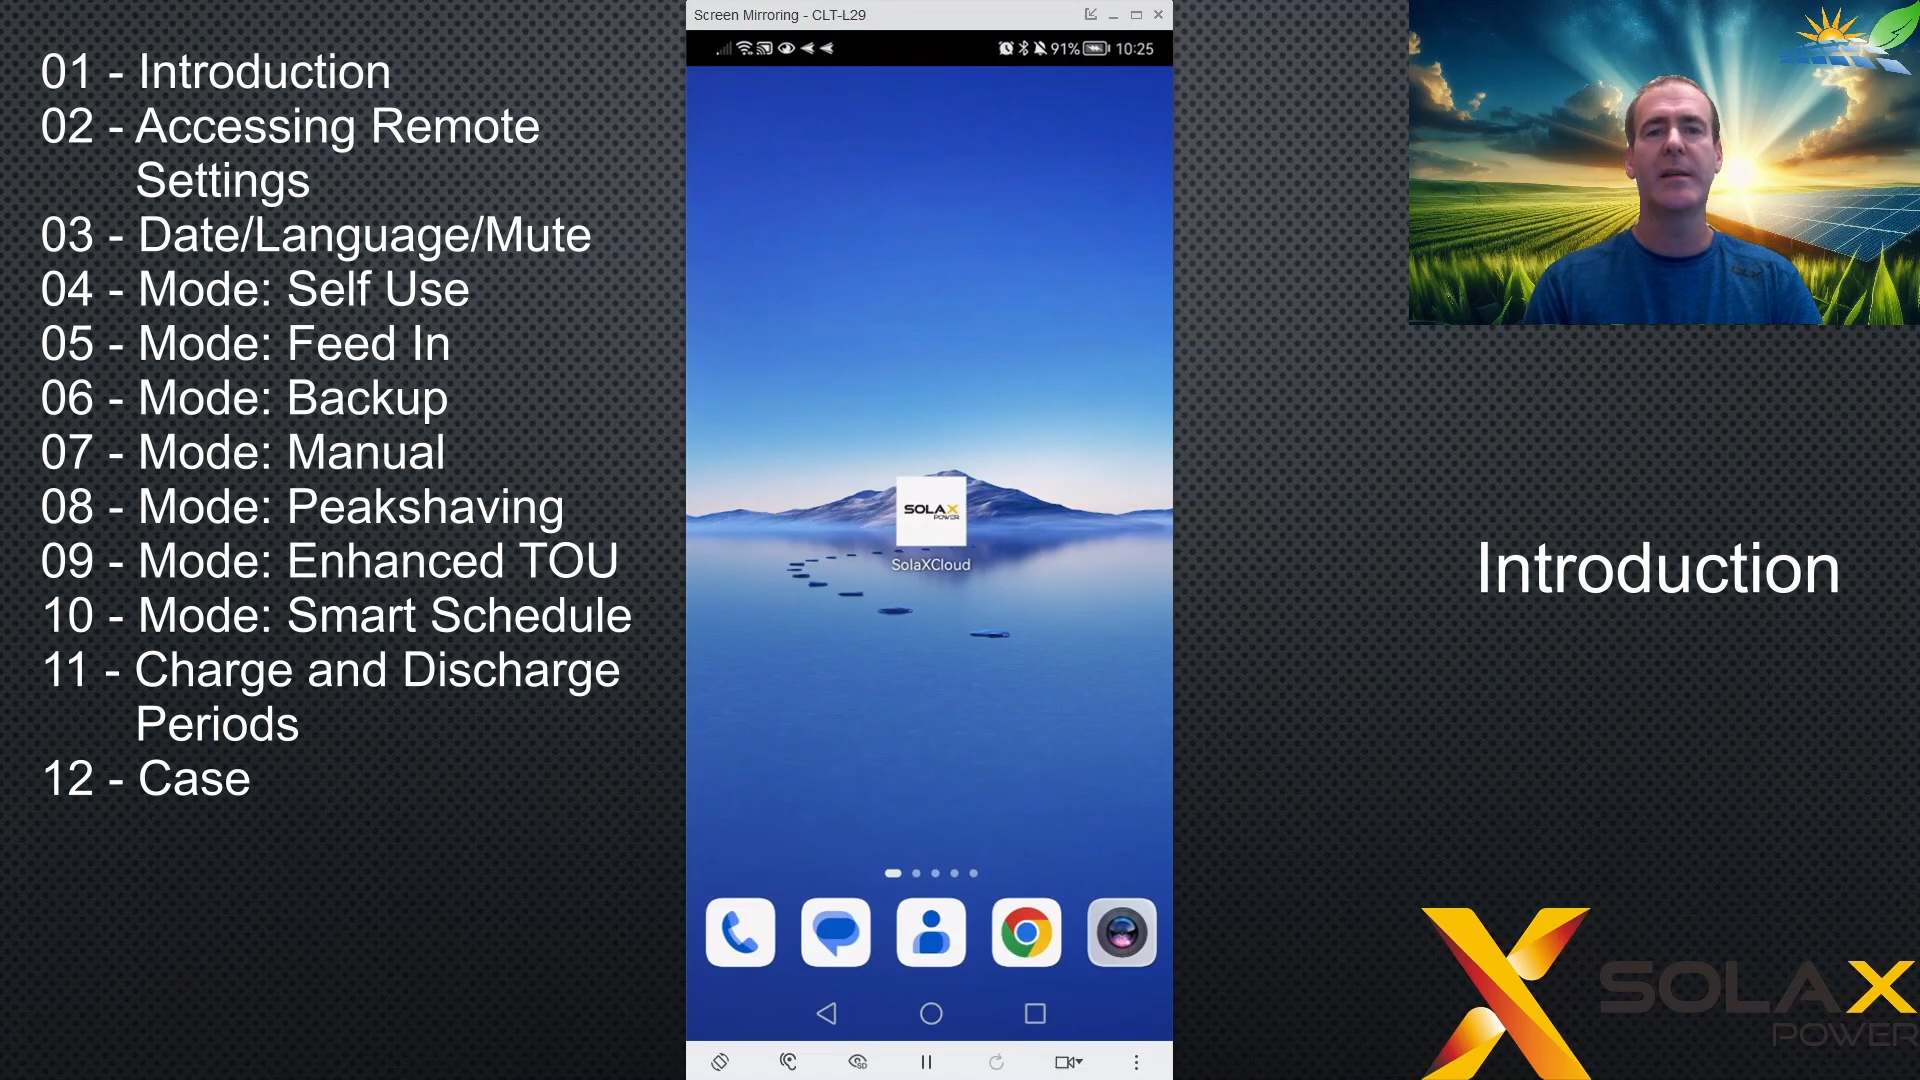 01 - Introduction
02 - Accessing Remote
Settings
03 - Date/Language/Mute
04 - Mode: Self Use
05 - Mode: Feed In
06 - Mode: Backup
07 - Mode: Manual
08 - Mode: Peakshaving
09 - Mode: Enhanced TOU
10 - Mode: Smart Schedule
11 - Charge and Discharge
Periods
12 - Case
Screen Mirroring - CLT-L29
91% 10:25
SOLAX
POWER
SolaXCloud
SD
Introduction
SOLAX
POWER